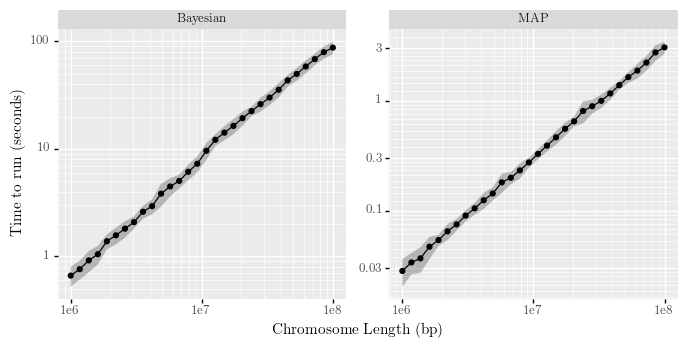 Bayesian
MAP
Time to run (seconds)
100
10
1
3
1
0.3
0.1
0.03
1e6
1e7
1e8
1e6
1e7
1e8
Chromosome Length (bp)